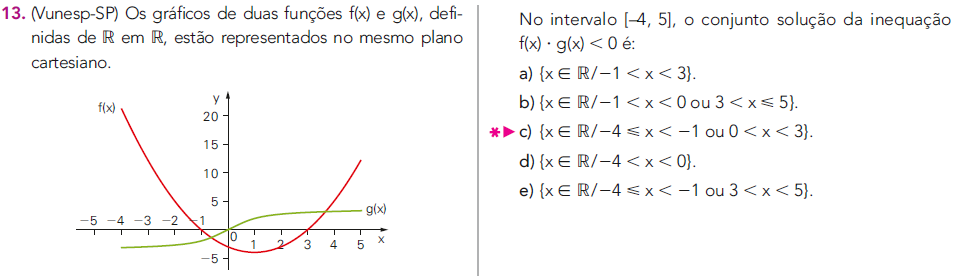 13. (Vunesp-SP) Os gráficos de duas funções f(x) e g(x), defi-
nidas de ℝ em ℝ, estão representados no mesmo plano
cartesiano.
y
f(x)
20
15
10
5
g(x)
−5 −4 −3 −2 −1
0 1 2 3 4 5 x
−5
No intervalo [–4, 5], o conjunto solução da inequação
f(x) · g(x) < 0 é:
a) {x ∈ ℝ/−1 < x < 3}.
b) {x ∈ ℝ/−1 < x < 0 ou 3 < x ⩽ 5}.
*▶ c) {x ∈ ℝ/−4 ⩽ x < −1 ou 0 < x < 3}.
d) {x ∈ ℝ/−4 < x < 0}.
e) {x ∈ ℝ/−4 ⩽ x < −1 ou 3 < x < 5}.